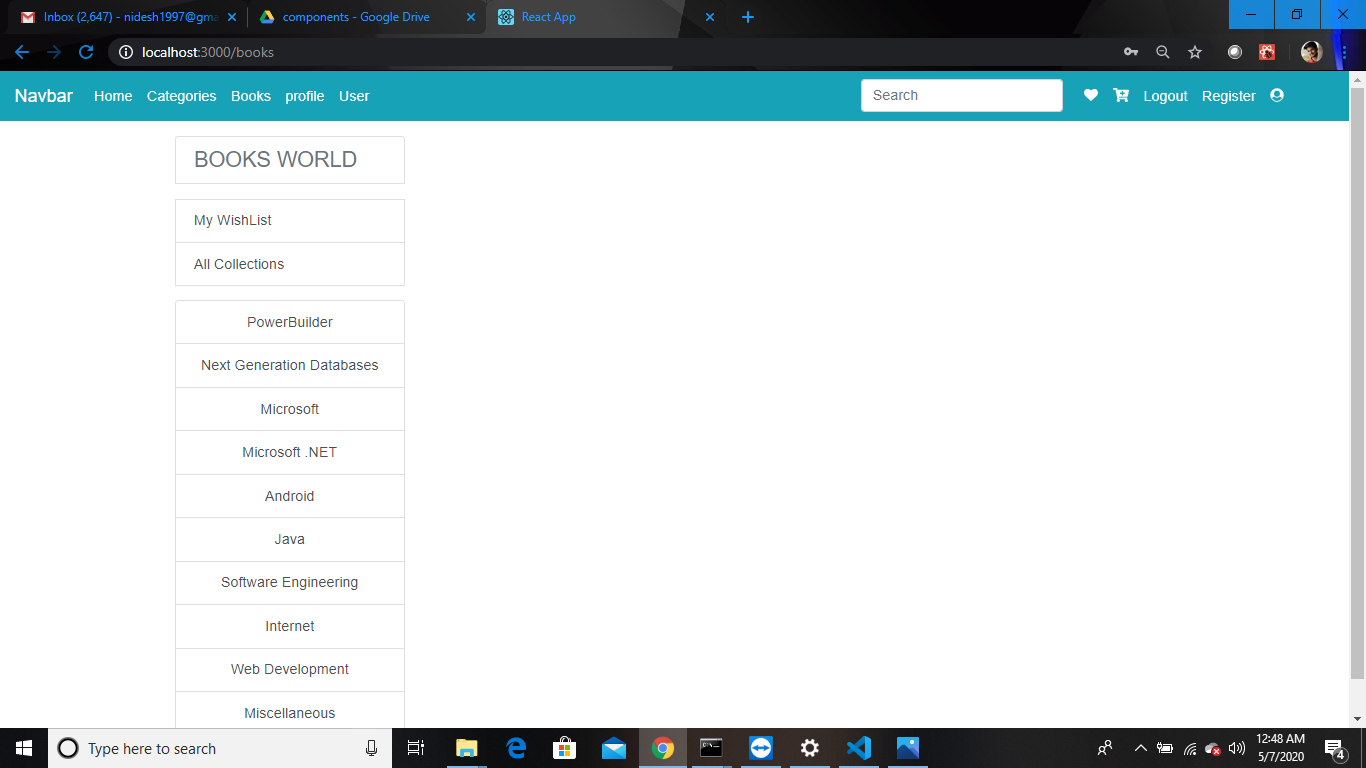 Inbox (2,647) - nidesh1997@gma
components - Google Drive
React App
localhost:3000/books
Navbar Home Categories Books profile User Search Logout Register
BOOKS WORLD
My WishList
All Collections
PowerBuilder
Next Generation Databases
Microsoft
Microsoft .NET
Android
Java
Software Engineering
Internet
Web Development
Miscellaneous
Type here to search
12:48 AM
5/7/2020
4